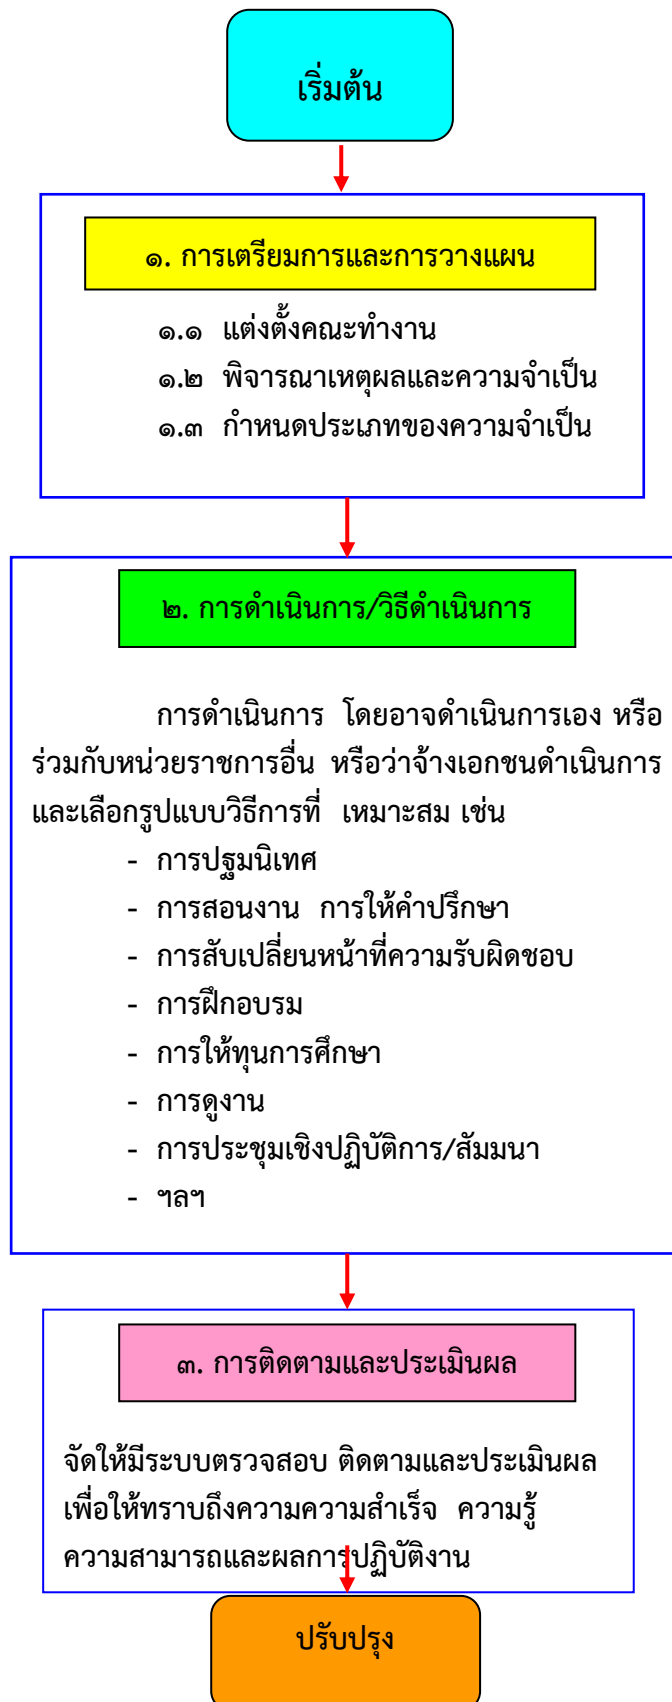 เริ่มต้น
๑. การเตรียมการและการวางแผน
๑.๑ แต่งตั้งคณะทำงาน
๑.๒ พิจารณาเหตุผลและความจำเป็น
๑.๓ กำหนดประเภทของความจำเป็น
๒. การดำเนินการ/วิธีดำเนินการ
การดำเนินการ โดยอาจดำเนินการเอง หรือ
ร่วมกับหน่วยราชการอื่น หรือว่าจ้างเอกชนดำเนินการ
และเลือกรูปแบบวิธีการที่ เหมาะสม เช่น
- การปฐมนิเทศ
- การสอนงาน การให้คำปรึกษา
- การสับเปลี่ยนหน้าที่ความรับผิดชอบ
- การฝึกอบรม
- การให้ทุนการศึกษา
- การดูงาน
- การประชุมเชิงปฏิบัติการ/สัมมนา
- ฯลฯ
๓. การติดตามและประเมินผล
จัดให้มีระบบตรวจสอบ ติดตามและประเมินผล
เพื่อให้ทราบถึงความความสำเร็จ ความรู้
ความสามารถและผลการปฏิบัติงาน
ปรับปรุง